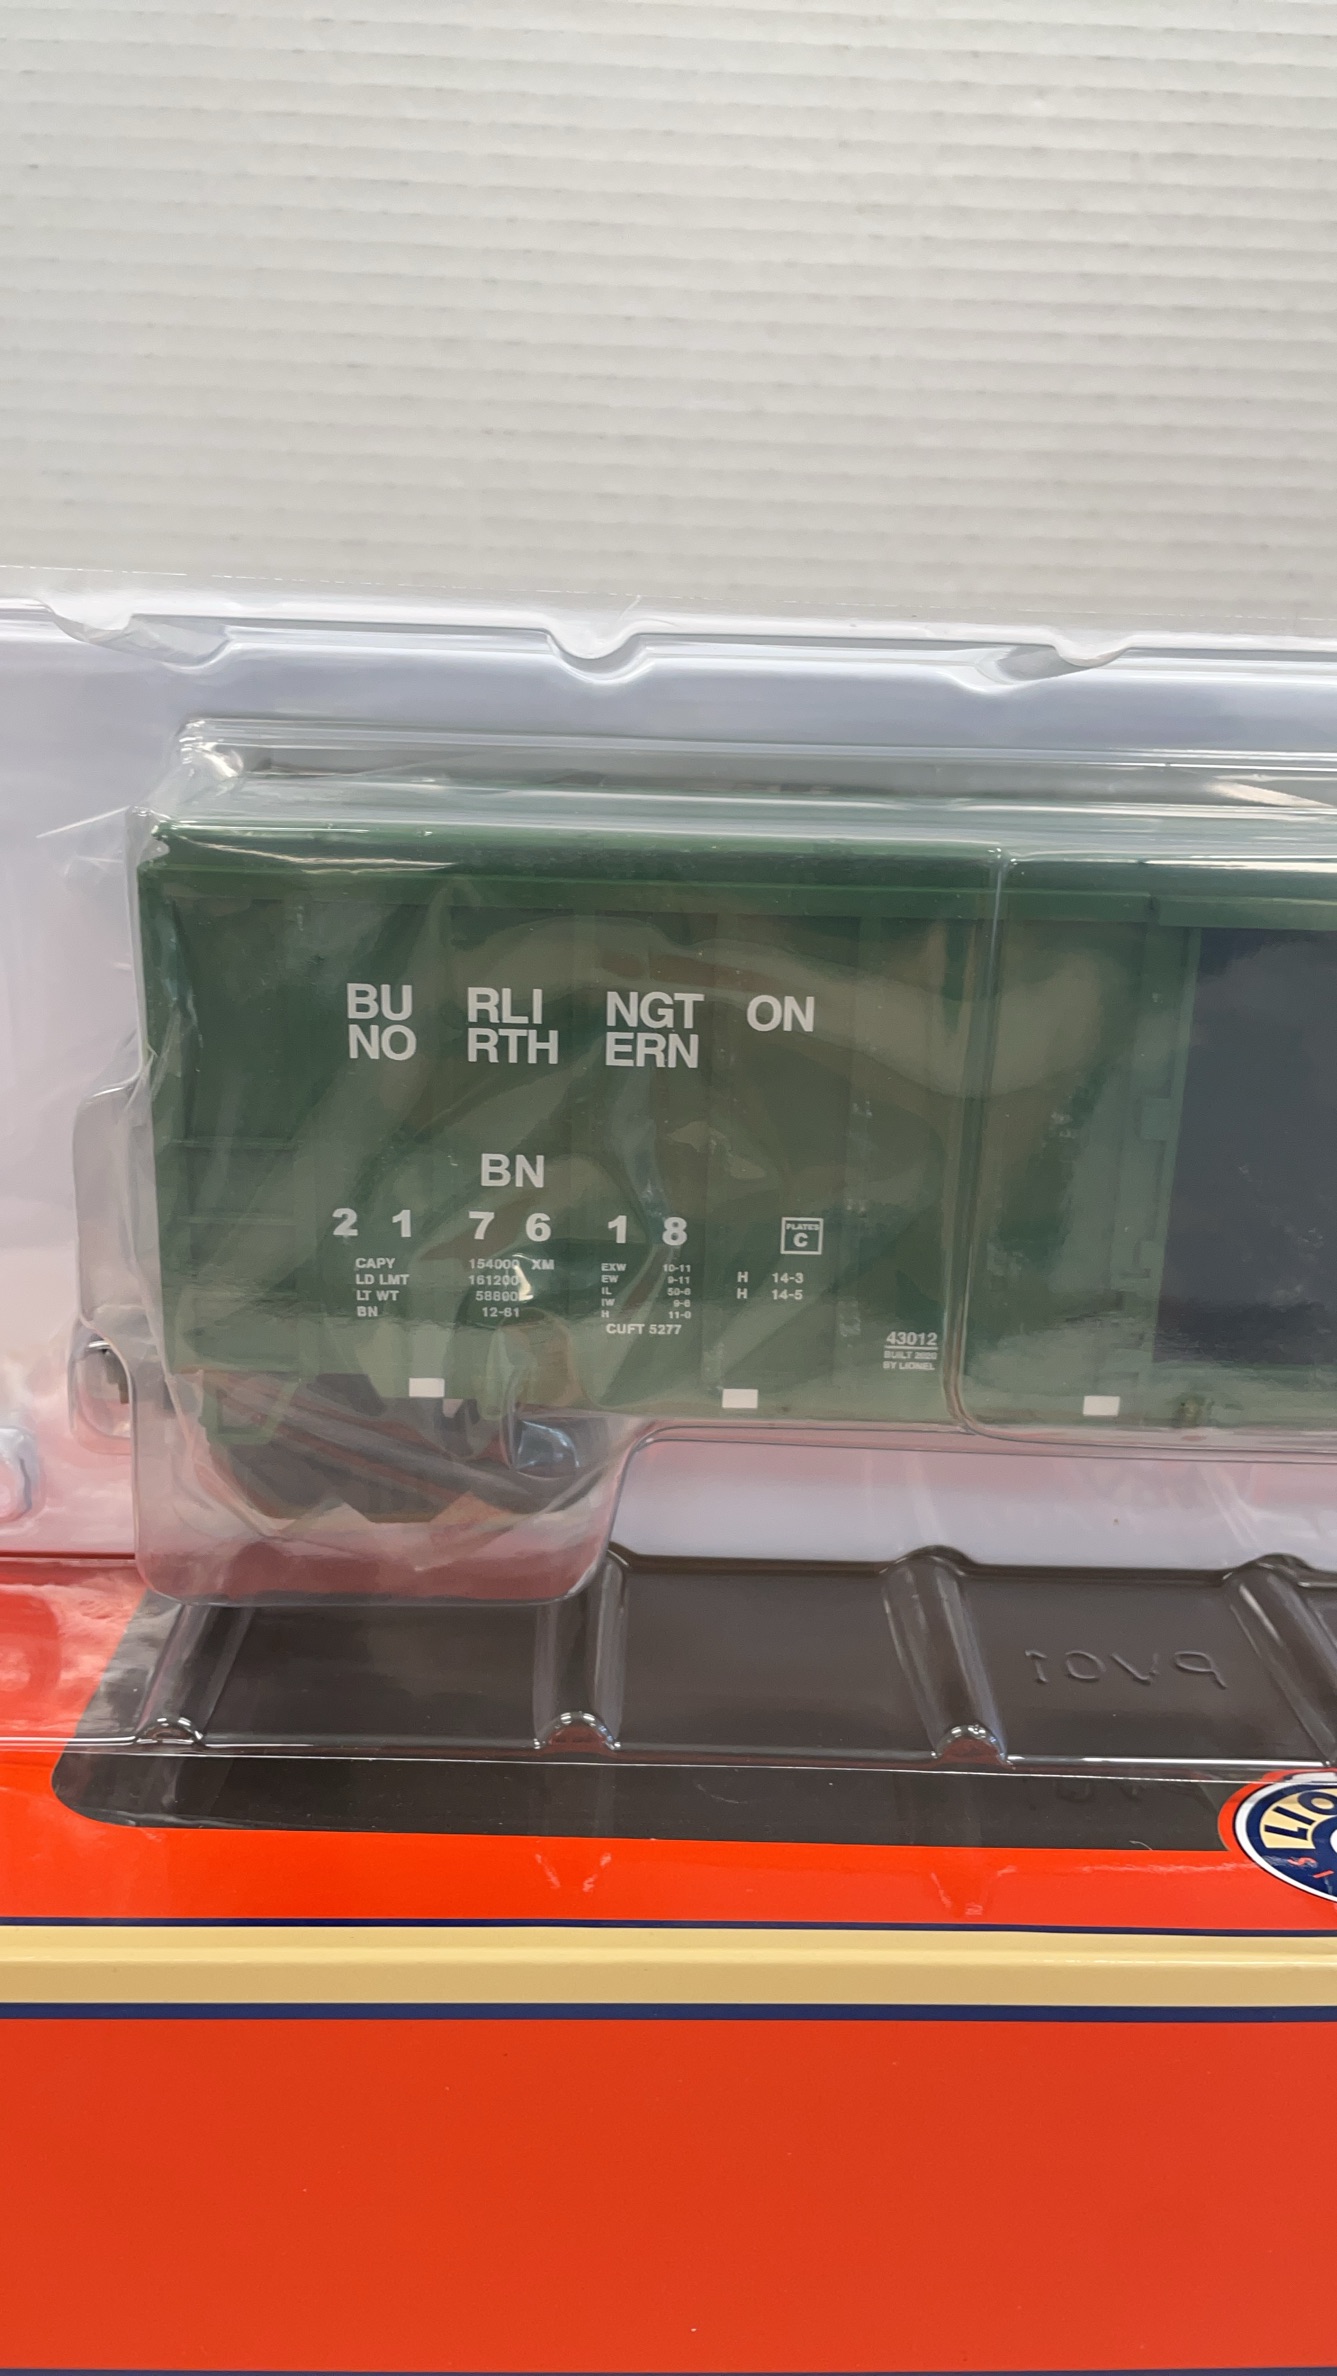 BU RLI NGT ON
NO RTH ERN
BN
2 1 7 6 1 8
PLATE C
CAPY 154000 XM
LD LMT 161200
LT WT 58800
BN 12-81
EXW 10-11
EW 9-11
IL 50-6
IW 9-6
H 11-0
CUFT 5277
H 14-3
H 14-5
43012
BUILT 2020
BY LIONEL
PV01
LIO